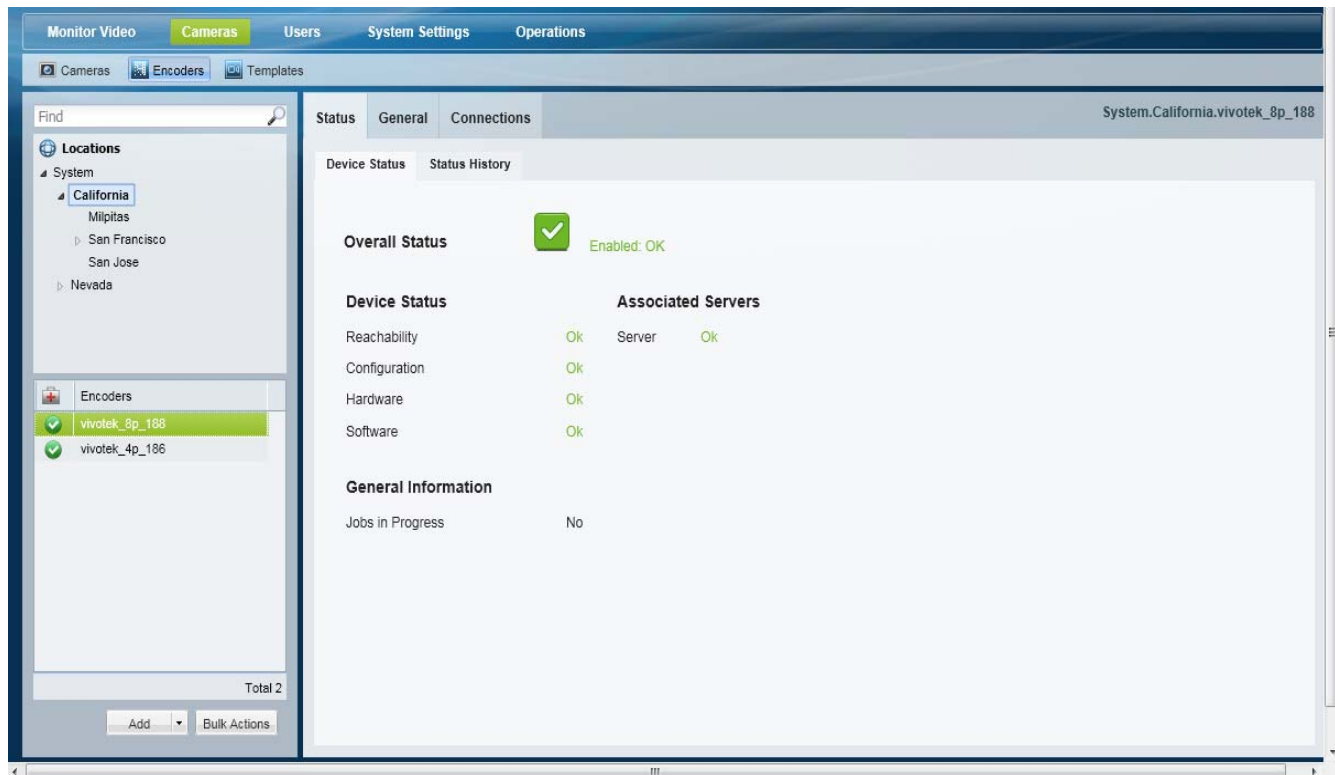 Monitor Video Cameras Users System Settings Operations
Cameras Encoders Templates
Find
Locations
System
California
Milpitas
San Francisco
San Jose
Nevada
Encoders
vivotek_8p_188
vivotek_4p_186
Total 2
Add Bulk Actions
Status General Connections
System.California.vivotek_8p_188
Device Status Status History
Overall Status Enabled: OK
Device Status Associated Servers
Reachability Ok Server Ok
Configuration Ok
Hardware Ok
Software Ok
General Information
Jobs in Progress No